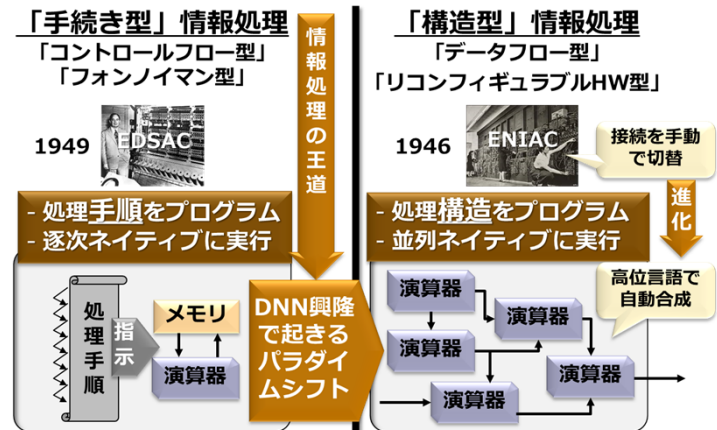 「手続き型」情報処理
「コントロールフロー型」
「フォンノイマン型」
1949
EDSAC
- 処理手順をプログラム
- 逐次ネイティブに実行
処理手順
指示
メモリ
演算器
情報処理の王道
DNN興隆
で起きる
パラダイ
ムシフト
「構造型」情報処理
「データフロー型」
「リコンフィギュラブルHW型」
1946
ENIAC
接続を手動
で切替
進化
- 処理構造をプログラム
- 並列ネイティブに実行
高位言語で
自動合成
演算器
演算器
演算器
演算器
演算器